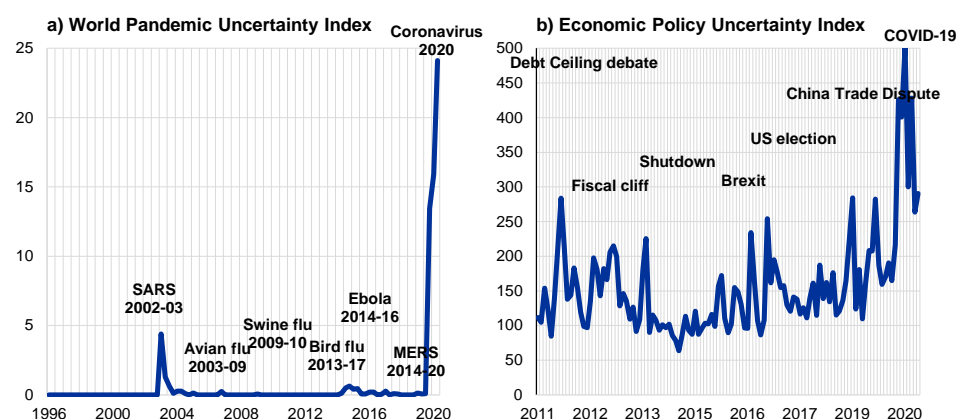 a) World Pandemic Uncertainty Index
Coronavirus
2020
25
20
15
10
5
0
SARS
2002-03
Avian flu
2003-09
Swine flu
2009-10
Bird flu
2013-17
Ebola
2014-16
MERS
2014-20
1996 2000 2004 2008 2012 2016 2020
b) Economic Policy Uncertainty Index
COVID-19
500
450
400
350
300
250
200
150
100
50
0
Debt Ceiling debate
China Trade Dispute
US election
Shutdown
Brexit
Fiscal cliff
2011 2012 2013 2014 2015 2016 2017 2020